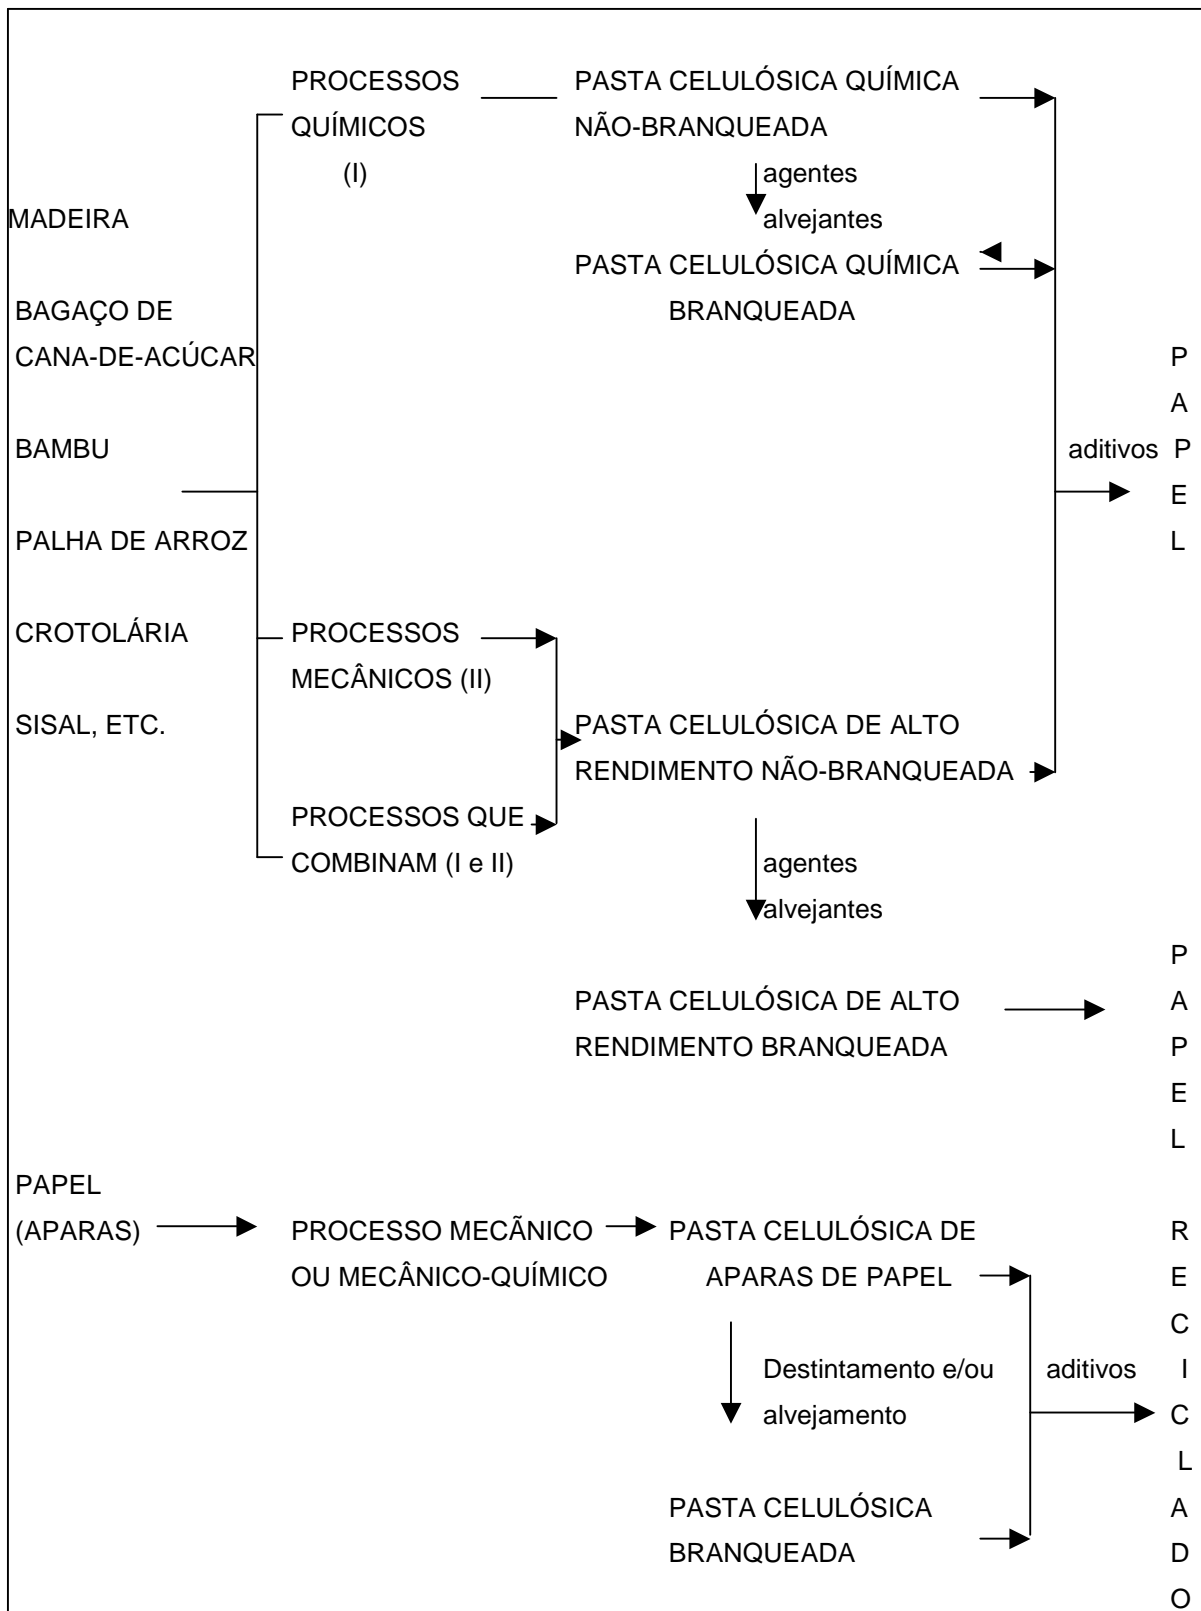 PROCESSOS
QUÍMICOS
(I)
PASTA CELULÓSICA QUÍMICA
NÃO-BRANQUEADA
agentes
alvejantes
PASTA CELULÓSICA QUÍMICA
BRANQUEADA
MADEIRA
BAGAÇO DE
CANA-DE-ACÚCAR
BAMBU
PALHA DE ARROZ
CROTOLÁRIA
SISAL, ETC.
aditivos
P
A
P
E
L
PROCESSOS
MECÂNICOS (II)
PROCESSOS QUE
COMBINAM (I e II)
PASTA CELULÓSICA DE ALTO
RENDIMENTO NÃO-BRANQUEADA
agentes
alvejantes
PASTA CELULÓSICA DE ALTO
RENDIMENTO BRANQUEADA
PAPEL
(APARAS)
PROCESSO MECÃNICO
OU MECÂNICO-QUÍMICO
PASTA CELULÓSICA DE
APARAS DE PAPEL
Destintamento e/ou
alvejamento
PASTA CELULÓSICA
BRANQUEADA
aditivos
P
A
P
E
L
R
E
C
I
C
L
A
D
O